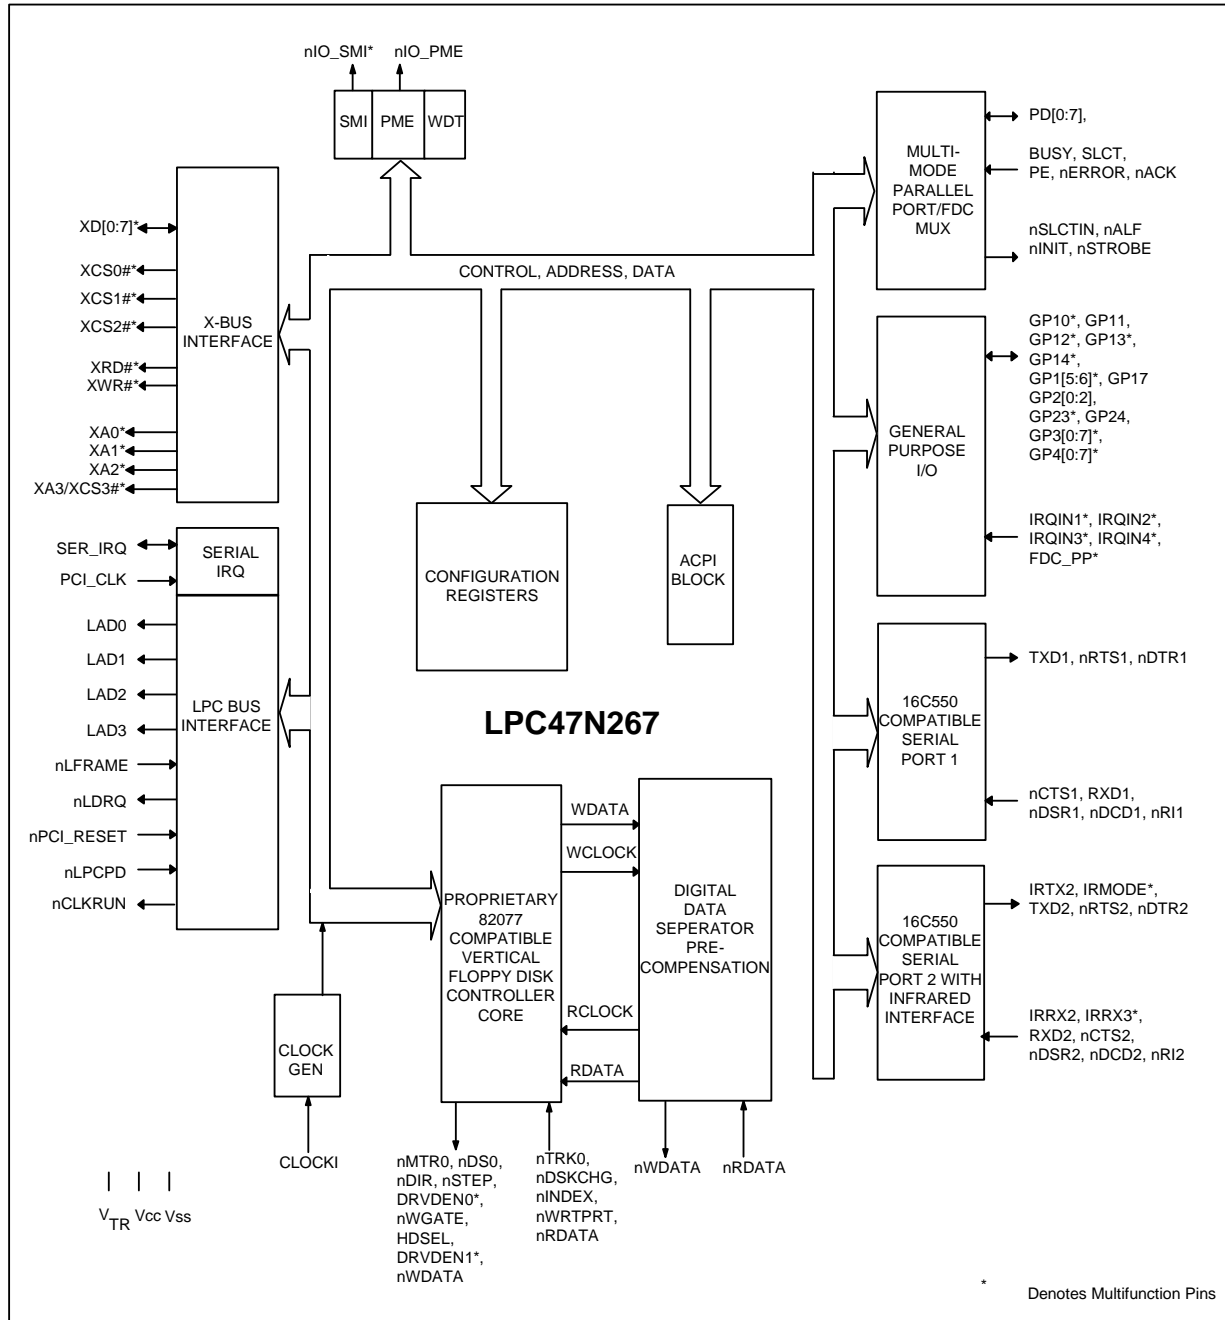 nIO_SMI* nIO_PME
SMI PME WDT
XD[0:7]*
XCS0#*
XCS1#*
XCS2#*
XRD#*
XWR#*
XA0*
XA1*
XA2*
XA3/XCS3#*
X-BUS
INTERFACE
CONTROL, ADDRESS, DATA
MULTI-
MODE
PARALLEL
PORT/FDC
MUX
PD[0:7],
BUSY, SLCT,
PE, nERROR, nACK
nSLCTIN, nALF
nINIT, nSTROBE
GENERAL
PURPOSE
I/O
GP10*, GP11,
GP12*, GP13*,
GP14*,
GP1[5:6]*, GP17
GP2[0:2],
GP23*, GP24,
GP3[0:7]*,
GP4[0:7]*
IRQIN1*, IRQIN2*,
IRQIN3*, IRQIN4*,
FDC_PP*
SER_IRQ
PCI_CLK
SERIAL
IRQ
CONFIGURATION
REGISTERS
ACPI
BLOCK
LAD0
LAD1
LAD2
LAD3
nLFRAME
nLDRQ
nPCI_RESET
nLPCPD
nCLKRUN
LPC BUS
INTERFACE
LPC47N267
16C550
COMPATIBLE
SERIAL
PORT 1
TXD1, nRTS1, nDTR1
nCTS1, RXD1,
nDSR1, nDCD1, nRI1
PROPRIETARY
82077
COMPATIBLE
VERTICAL
FLOPPY DISK
CONTROLLER
CORE
WDATA
WCLOCK
RCLOCK
RDATA
DIGITAL
DATA
SEPERATOR
PRE-
COMPENSATION
16C550
COMPATIBLE
SERIAL
PORT 2 WITH
INFRARED
INTERFACE
IRTX2, IRMODE*,
TXD2, nRTS2, nDTR2
IRRX2, IRRX3*,
RXD2, nCTS2,
nDSR2, nDCD2, nRI2
CLOCK
GEN
CLOCKI
nMTR0, nDS0,
nDIR, nSTEP,
DRVDEN0*,
nWGATE,
HDSEL,
DRVDEN1*,
nWDATA
nTRK0,
nDSKCHG,
nINDEX,
nWRTPRT,
nRDATA
nWDATA nRDATA
VTR Vcc Vss
* Denotes Multifunction Pins